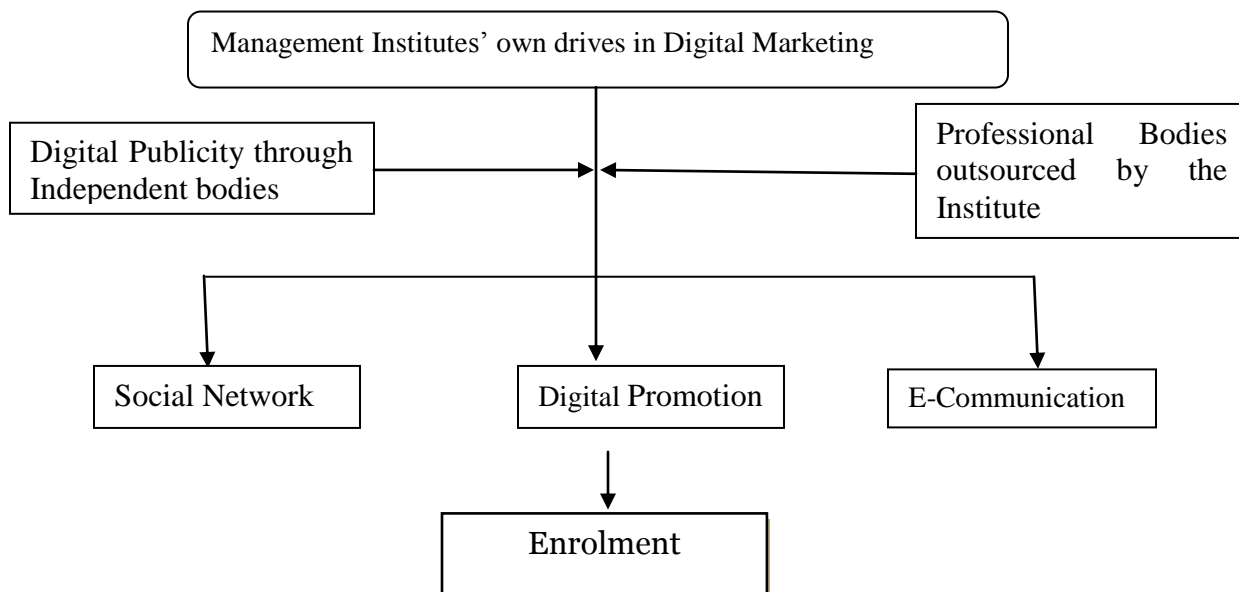 Management Institutes’ own drives in Digital Marketing
Digital Publicity through
Independent bodies
Professional Bodies
outsourced by the
Institute
Social Network
Digital Promotion
E-Communication
Enrolment